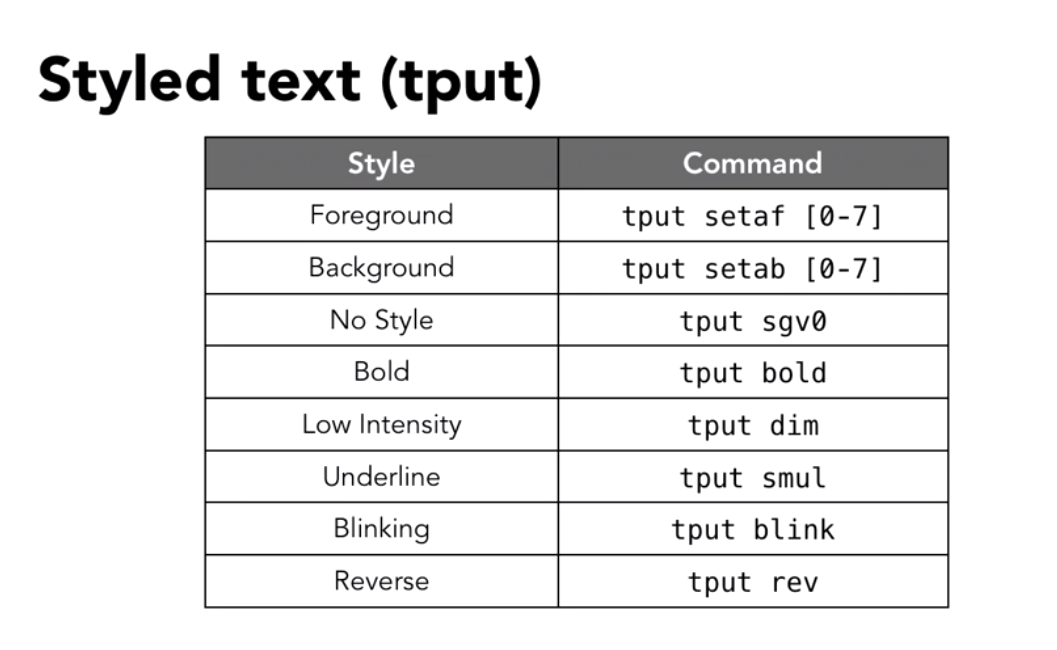 Styled text (tput)
Style Command
Foreground tput setaf [0-7]
Background tput setab [0-7]
No Style tput sgv0
Bold tput bold
Low Intensity tput dim
Underline tput smul
Blinking tput blink
Reverse tput rev